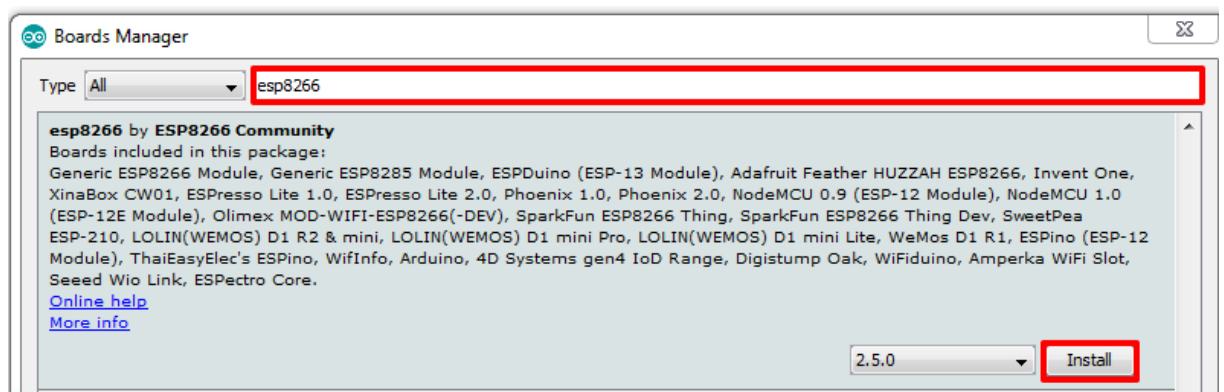 Boards Manager
Type All esp8266
esp8266 by ESP8266 Community
Boards included in this package:
Generic ESP8266 Module, Generic ESP8285 Module, ESPDuino (ESP-13 Module), Adafruit Feather HUZZAH ESP8266, Invent One,
XinaBox CW01, ESPresso Lite 1.0, ESPresso Lite 2.0, Phoenix 1.0, Phoenix 2.0, NodeMCU 0.9 (ESP-12 Module), NodeMCU 1.0
(ESP-12E Module), Olimex MOD-WIFI-ESP8266(-DEV), SparkFun ESP8266 Thing, SparkFun ESP8266 Thing Dev, SweetPea
ESP-210, LOLIN(WEMOS) D1 R2 & mini, LOLIN(WEMOS) D1 mini Pro, LOLIN(WEMOS) D1 mini Lite, WeMos D1 R1, ESPino (ESP-12
Module), ThaiEasyElec's ESPino, WifInfo, Arduino, 4D Systems gen4 IoD Range, Digistump Oak, WiFiduino, Amperka WiFi Slot,
Seeed Wio Link, ESPectro Core.
Online help
More info
2.5.0 Install